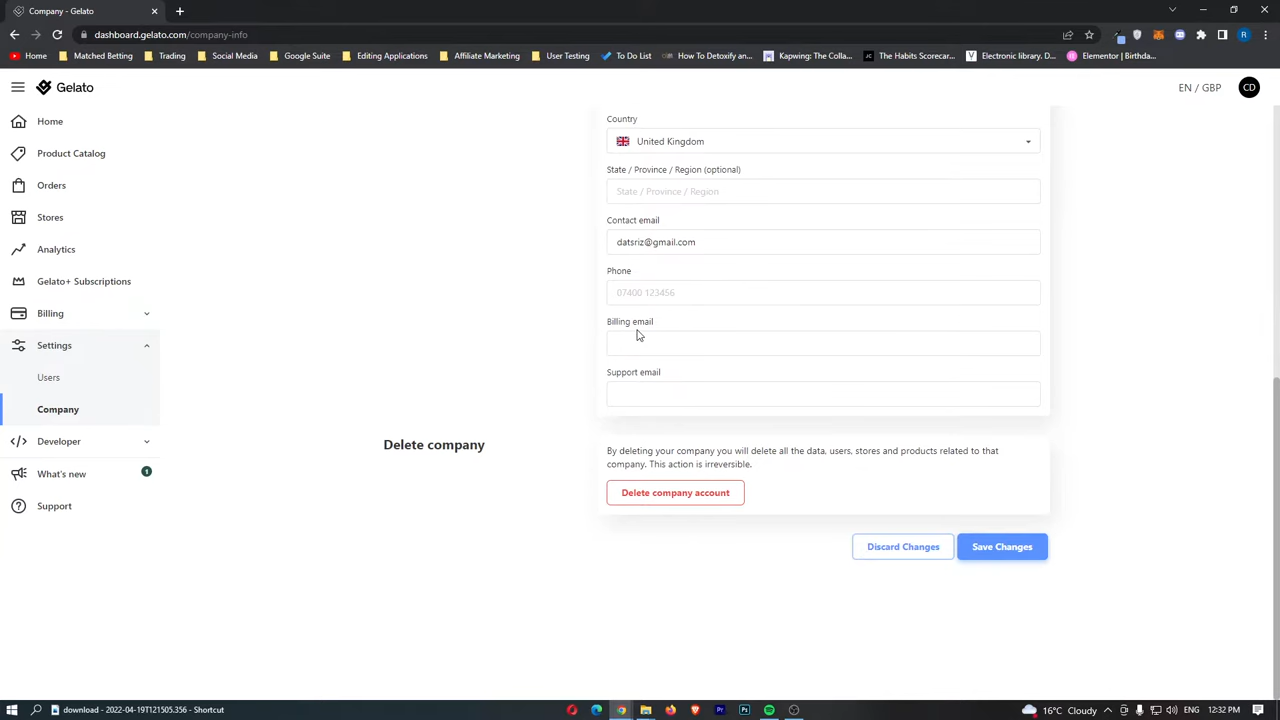 Company - Gelato
dashboard.gelato.com/company-info
R
Home
Matched Betting
Trading
Social Media
Google Suite
Editing Applications
Affiliate Marketing
User Testing
To Do List
How To Detoxify an...
Kapwing: The Colla...
The Habits Scorecar...
Electronic library. D...
Elementor | Birthda...
Gelato
EN / GBP
CD
Home
Product Catalog
Orders
Stores
Analytics
Gelato+ Subscriptions
Billing
Settings
Users
Company
Developer
What's new
1
Support
Country
United Kingdom
State / Province / Region (optional)
State / Province / Region
Contact email
datsriz@gmail.com
Phone
07400 123456
Billing email
Support email
Delete company
By deleting your company you will delete all the data, users, stores and products related to that
company. This action is irreversible.
Delete company account
Discard Changes
Save Changes
download - 2022-04-19T121505.356 - Shortcut
16°C Cloudy
12:32 PM